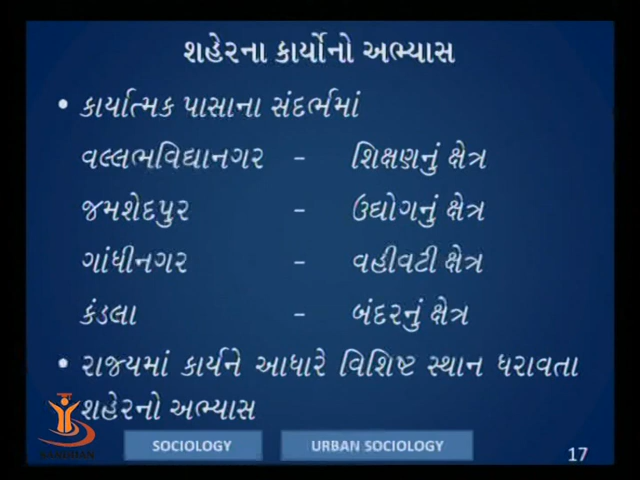 શહેરના કાર્યોનો અભ્યાસ
• કાર્યાત્મક પાસાના સંદર્ભમાં
વલ્લભવિદ્યાનગર - શિક્ષણનું ક્ષેત્ર
જમશેદપુર - ઉદ્યોગનું ક્ષેત્ર
ગાંધીનગર - વહીવટી ક્ષેત્ર
કંડલા - બંદરનું ક્ષેત્ર
• રાજ્યમાં કાર્યને આધારે વિશિષ્ટ સ્થાન ધરાવતા
શહેરનો અભ્યાસ
SOCIOLOGY URBAN SOCIOLOGY 17